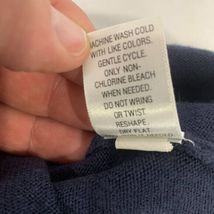 MACHINE WASH COLD
WITH LIKE COLORS.
GENTLE CYCLE.
ONLY NON-
CHLORINE BLEACH
WHEN NEEDED.
DO NOT WRING
OR TWIST.
RESHAPE.
DRY FLAT.